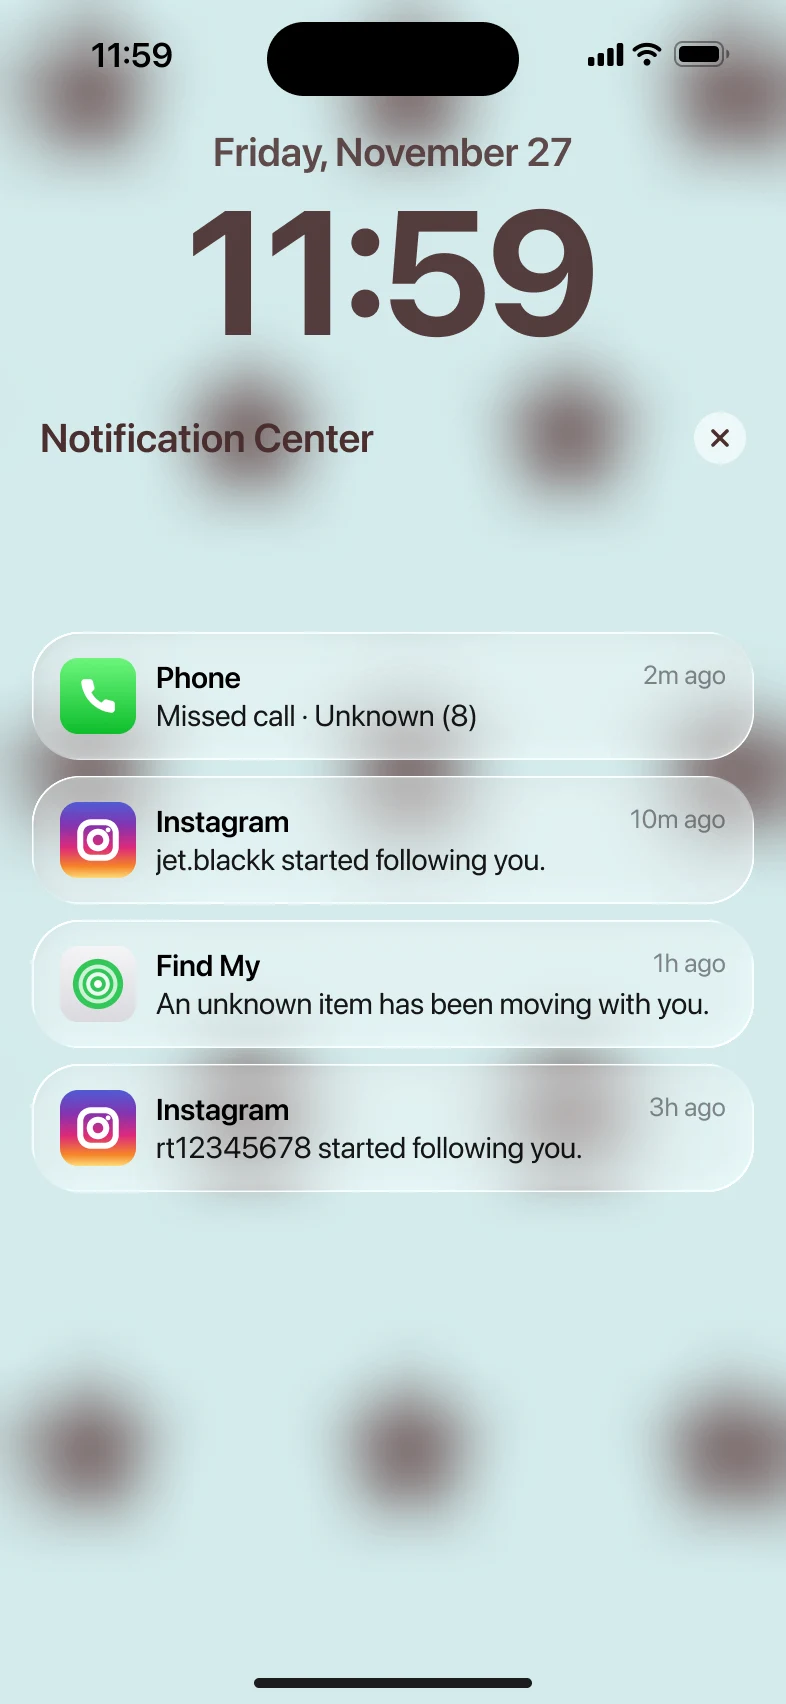 11:59
Friday, November 27
11:59
Notification Center
Phone
2m ago
Missed call · Unknown (8)
Instagram
10m ago
jet.blackk started following you.
Find My
1h ago
An unknown item has been moving with you.
Instagram
3h ago
rt12345678 started following you.